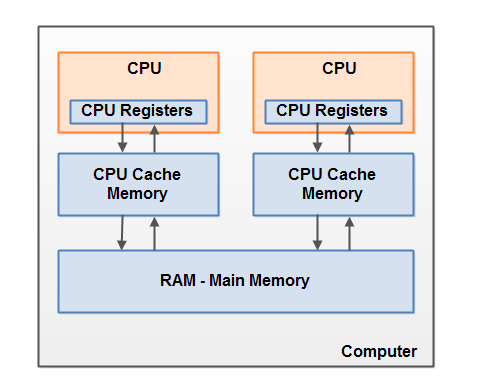 CPU
CPU
CPU Registers
CPU Registers
CPU Cache
Memory
CPU Cache
Memory
RAM - Main Memory
Computer